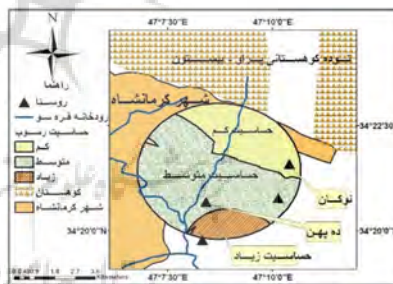 47°7'30"E 47°10'0"E
N
توده کوهستانی پراو - بیستون
راهنما
روستا
رودخانه قره سو
حساسیت رسوب
کم
متوسط
زیاد
کوهستان
شهر کرمانشاه
شهر کرمانشاه
حساسیت کم
34°22'30"
حساسیت متوسط
نوکان
ده پهن
34°20'0"
حساسیت زیاد
47°7'30"E 47°10'0"E